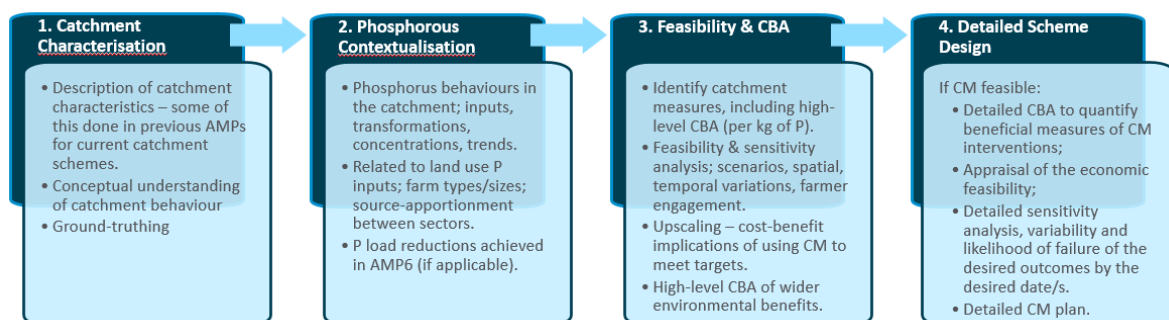 1. Catchment
Characterisation
• Description of catchment
characteristics – some of
this done in previous AMPs
for current catchment
schemes.
• Conceptual understanding
of catchment behaviour
• Ground-truthing
2. Phosphorous
Contextualisation
• Phosphorus behaviours in
the catchment; inputs,
transformations,
concentrations, trends.
• Related to land use P
inputs; farm types/sizes;
source-apportionment
between sectors.
• P load reductions achieved
in AMP6 (if applicable).
3. Feasibility & CBA
• Identify catchment
measures, including high-
level CBA (per kg of P).
• Feasibility & sensitivity
analysis; scenarios, spatial,
temporal variations, farmer
engagement.
• Upscaling – cost-benefit
implications of using CM to
meet targets.
• High-level CBA of wider
environmental benefits.
4. Detailed Scheme
Design
If CM feasible:
• Detailed CBA to quantify
beneficial measures of CM
interventions;
• Appraisal of the economic
feasibility;
• Detailed sensitivity
analysis, variability and
likelihood of failure of the
desired outcomes by the
desired date/s.
• Detailed CM plan.